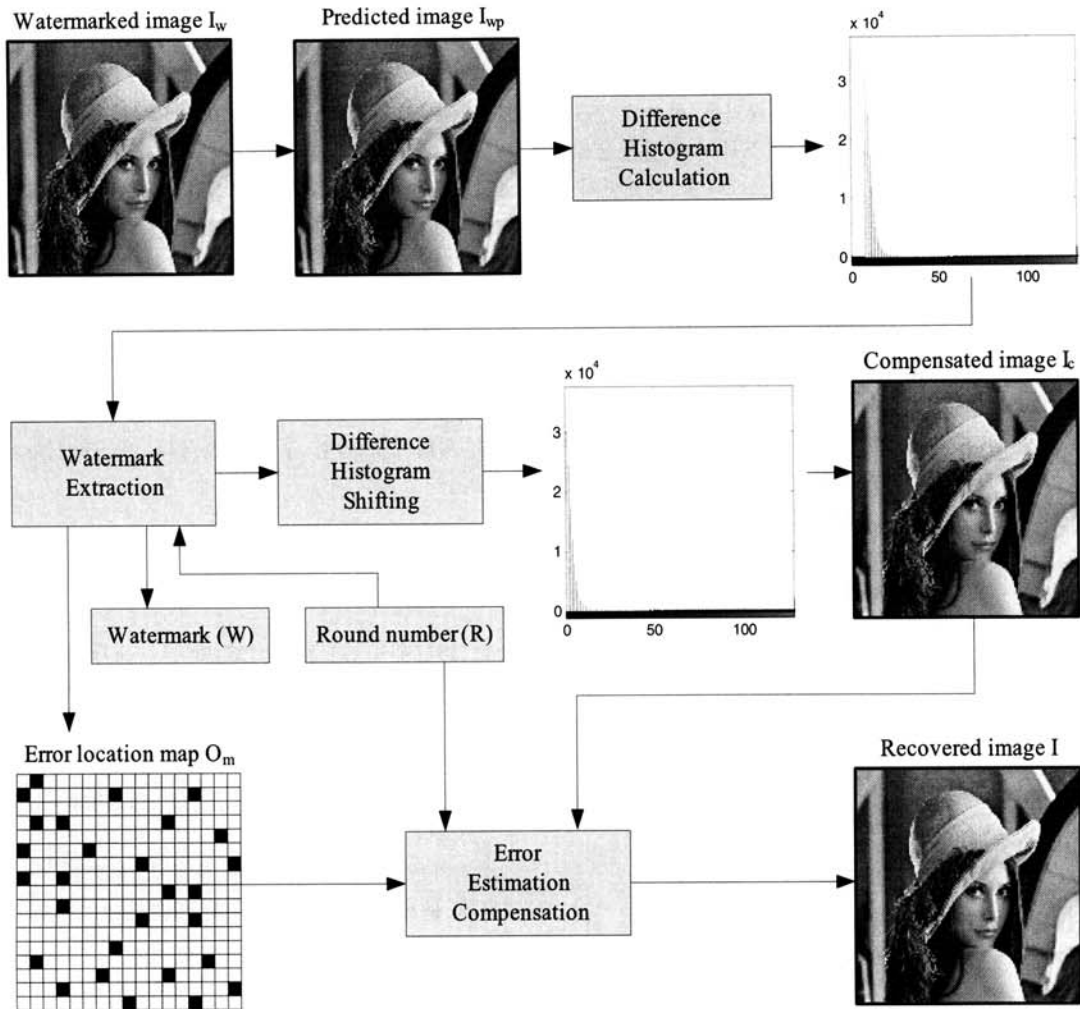 Watermarked image I_w
Predicted image I_wp
Difference
Histogram
Calculation
x 10^4
3
2
1
0
0 50 100
Watermark
Extraction
Difference
Histogram
Shifting
x 10^4
3
2
1
0
0 50 100
Compensated image I_c
Watermark (W)
Round number (R)
Error location map O_m
Error
Estimation
Compensation
Recovered image I